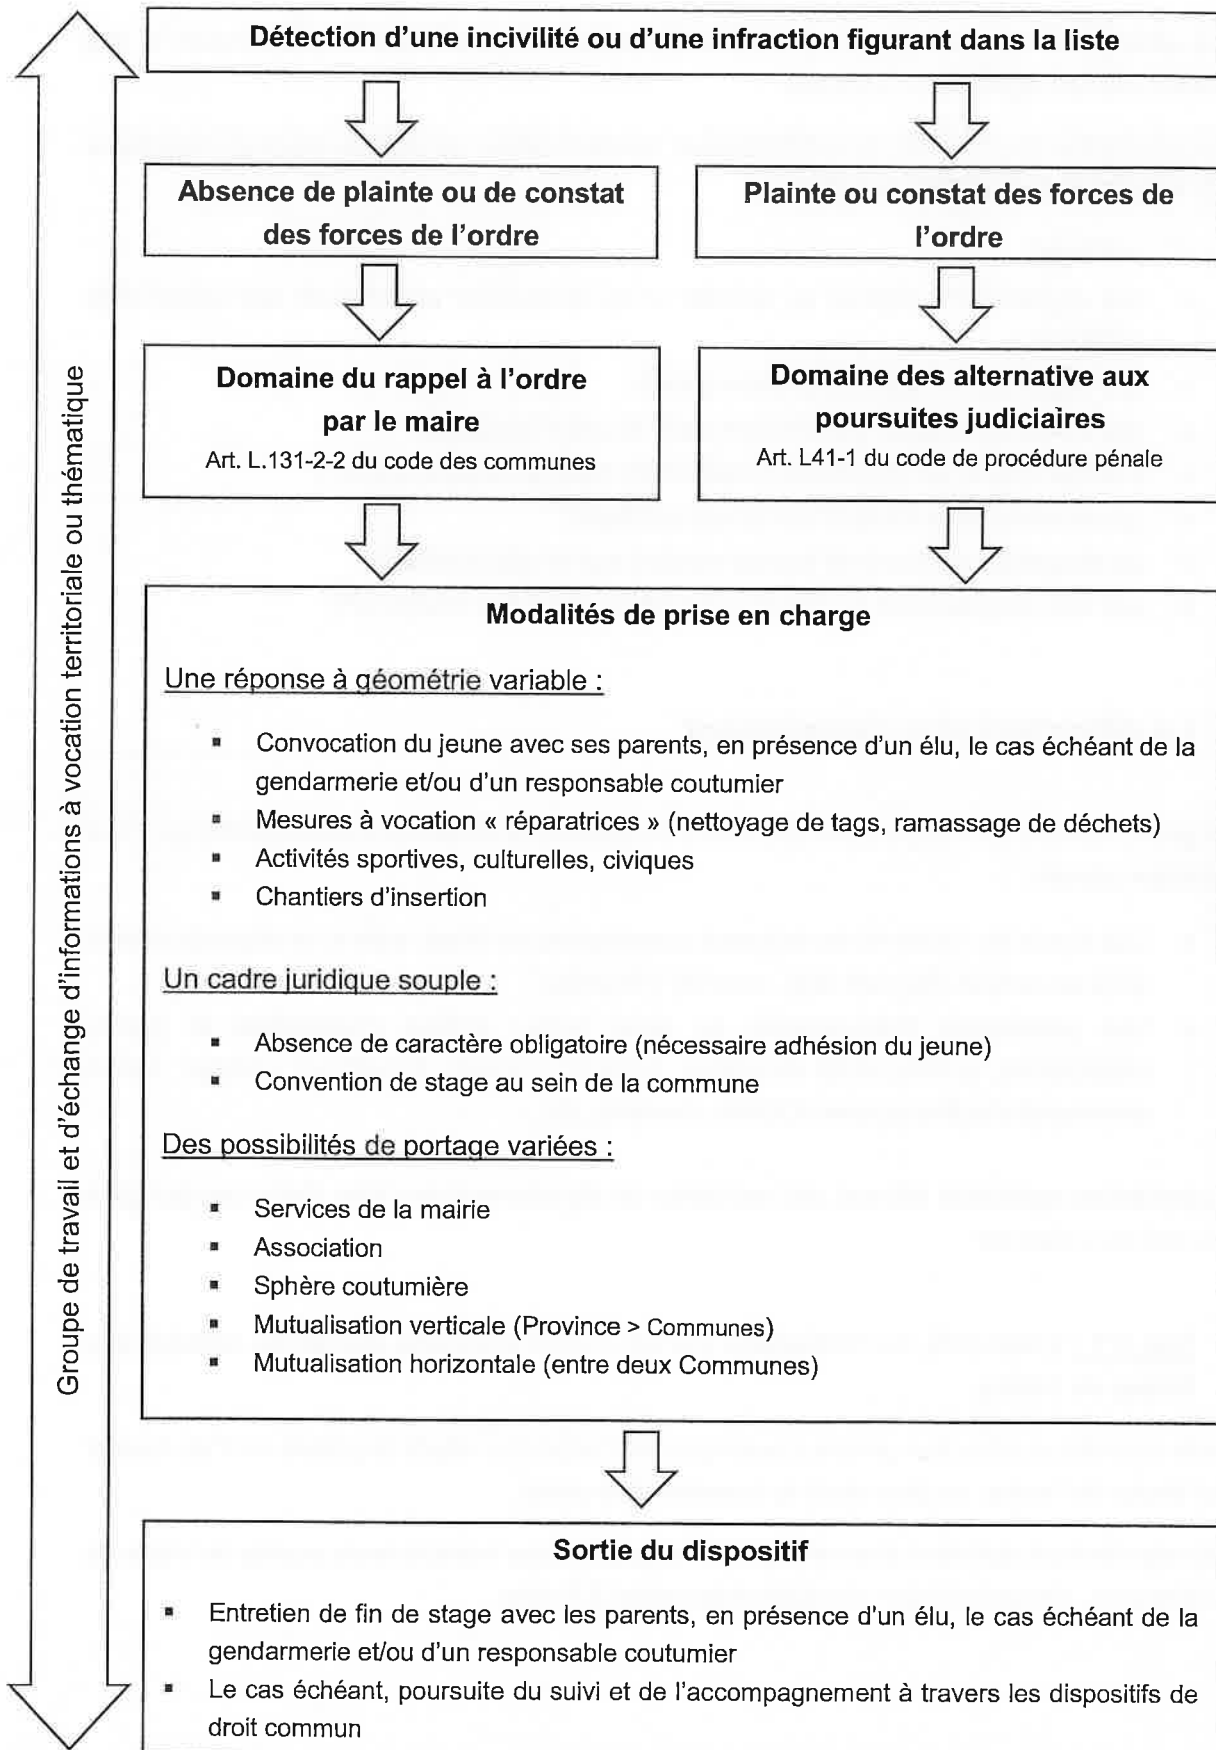 Détection d'une incivilité ou d'une infraction figurant dans la liste
Absence de plainte ou de constat
des forces de l'ordre
Plainte ou constat des forces de
l'ordre
Domaine du rappel à l'ordre
par le maire
Art. L.131-2-2 du code des communes
Domaine des alternative aux
poursuites judiciaires
Art. L41-1 du code de procédure pénale
Groupe de travail et d'échange d'informations à vocation territoriale ou thématique
Modalités de prise en charge
Une réponse à géométrie variable :
▪ Convocation du jeune avec ses parents, en présence d'un élu, le cas échéant de la
gendarmerie et/ou d'un responsable coutumier
▪ Mesures à vocation « réparatrices » (nettoyage de tags, ramassage de déchets)
▪ Activités sportives, culturelles, civiques
▪ Chantiers d'insertion
Un cadre juridique souple :
▪ Absence de caractère obligatoire (nécessaire adhésion du jeune)
▪ Convention de stage au sein de la commune
Des possibilités de portage variées :
▪ Services de la mairie
▪ Association
▪ Sphère coutumière
▪ Mutualisation verticale (Province > Communes)
▪ Mutualisation horizontale (entre deux Communes)
Sortie du dispositif
▪ Entretien de fin de stage avec les parents, en présence d'un élu, le cas échéant de la
gendarmerie et/ou d'un responsable coutumier
▪ Le cas échéant, poursuite du suivi et de l'accompagnement à travers les dispositifs de
droit commun